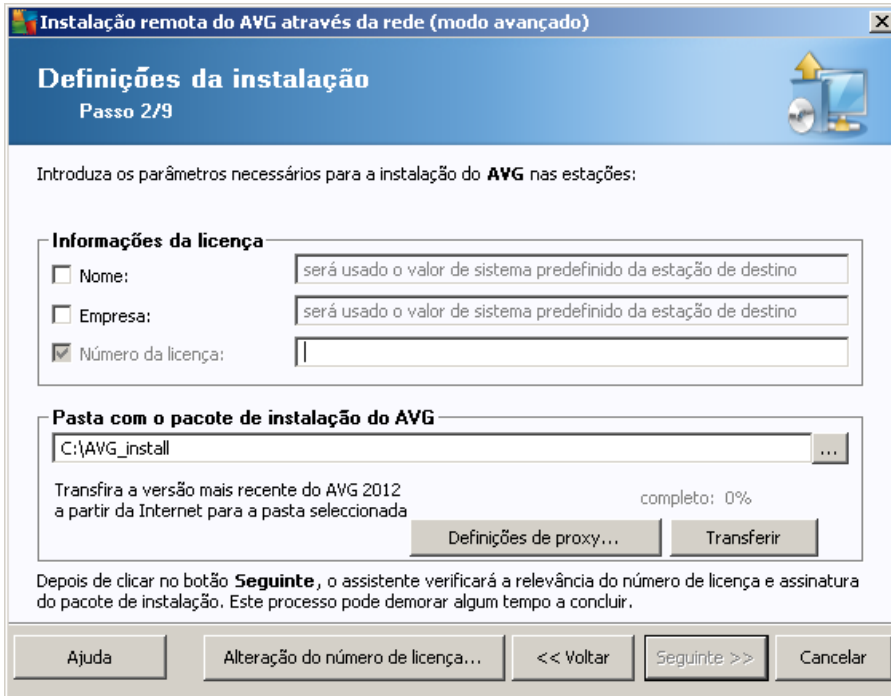 Instalação remota do AVG através da rede (modo avançado)
Definições da instalação
Passo 2/9
Introduza os parâmetros necessários para a instalação do AVG nas estações:
Informações da licença
Nome:
será usado o valor de sistema predefinido da estação de destino
Empresa:
será usado o valor de sistema predefinido da estação de destino
Número da licença:
Pasta com o pacote de instalação do AVG
C:\AVG_install
...
Transfira a versão mais recente do AVG 2012
a partir da Internet para a pasta seleccionada
completo: 0%
Definições de proxy...
Transferir
Depois de clicar no botão Seguinte, o assistente verificará a relevância do número de licença e assinatura
do pacote de instalação. Este processo pode demorar algum tempo a concluir.
Ajuda
Alteração do número de licença...
<< Voltar
Seguinte >>
Cancelar